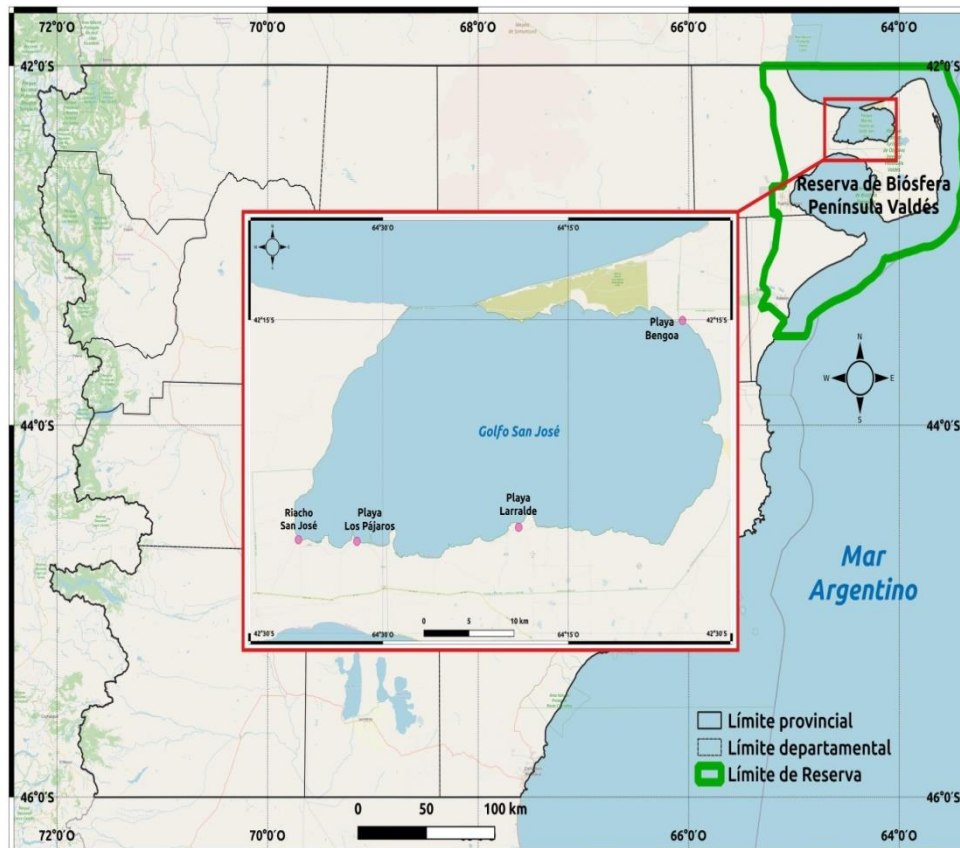 72°0'O
70°0'O
68°0'O
66°0'O
64°0'O
42°0'S
42°0'S
Reserva de Biósfera
Península Valdés
N
W
E
S
64°30'O
64°15'O
42°15'S
42°15'S
Playa
Bengoa
Golfo San José
Playa
Larralde
Riacho
San José
Playa
Los Pájaros
0
5
10 km
42°30'S
64°30'O
64°15'O
42°30'S
N
W
E
S
44°0'S
44°0'S
Mar
Argentino
Límite provincial
Límite departamental
Límite de Reserva
46°0'S
46°0'S
0
50
100 km
72°0'O
70°0'O
68°0'O
66°0'O
64°0'O